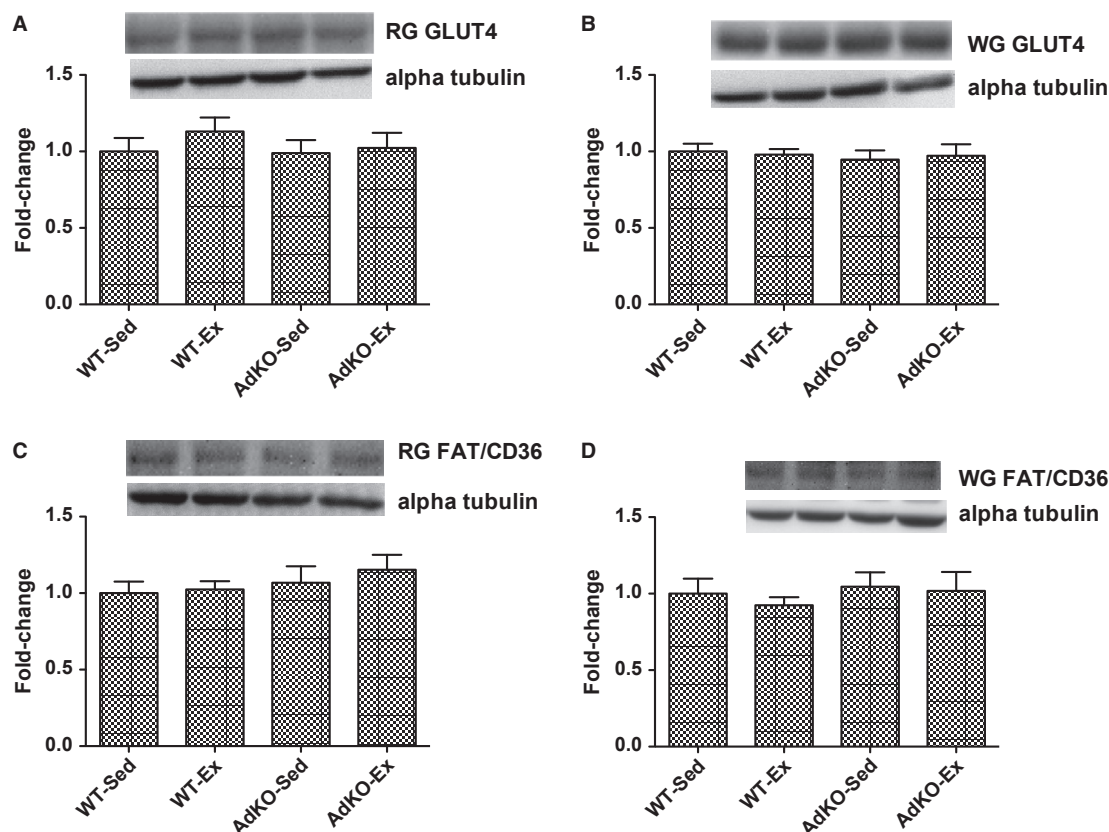 A
RG GLUT4
alpha tubulin
1.5
1.0
0.5
0.0
Fold-change
WT-Sed
WT-Ex
AdKO-Sed
AdKO-Ex
B
WG GLUT4
alpha tubulin
1.5
1.0
0.5
0.0
Fold-change
WT-Sed
WT-Ex
AdKO-Sed
AdKO-Ex
C
RG FAT/CD36
alpha tubulin
1.5
1.0
0.5
0.0
Fold-change
WT-Sed
WT-Ex
AdKO-Sed
AdKO-Ex
D
WG FAT/CD36
alpha tubulin
1.5
1.0
0.5
0.0
Fold-change
WT-Sed
WT-Ex
AdKO-Sed
AdKO-Ex